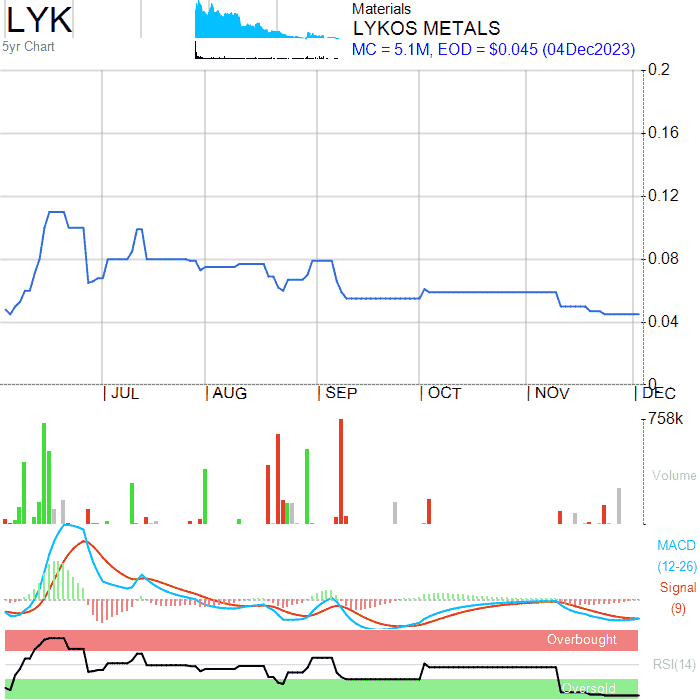 LYK
5yr Chart
Materials
LYKOS METALS
MC = 5.1M, EOD = $0.045 (04Dec2023)
0.2
0.16
0.12
0.08
0.04
0
JUL
AUG
SEP
OCT
NOV
DEC
758k
Volume
MACD
(12-26)
Signal
(9)
Overbought
RSI(14)
Oversold